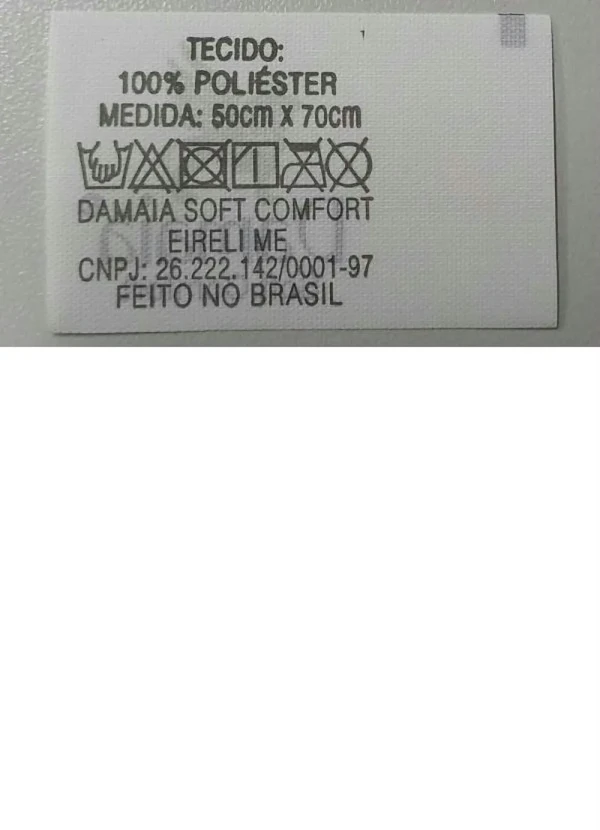 TECIDO:
100% POLIÉSTER
MEDIDA: 50cm X 70cm
DAMAIA SOFT COMFORT
EIRELI ME
CNPJ: 26.222.142/0001-97
FEITO NO BRASIL